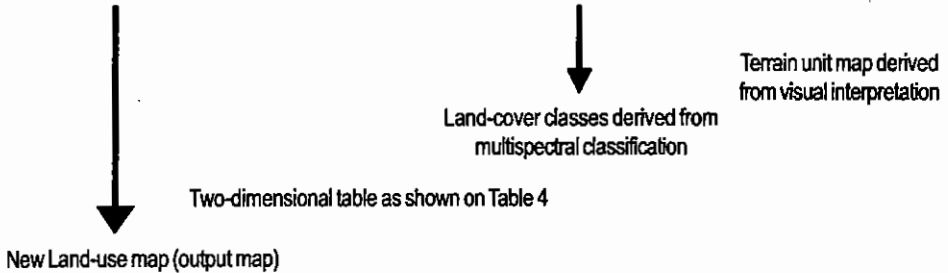 Terrain unit map derived
from visual interpretation
Land-cover classes derived from
multispectral classification
Two-dimensional table as shown on Table 4
New Land-use map (output map)